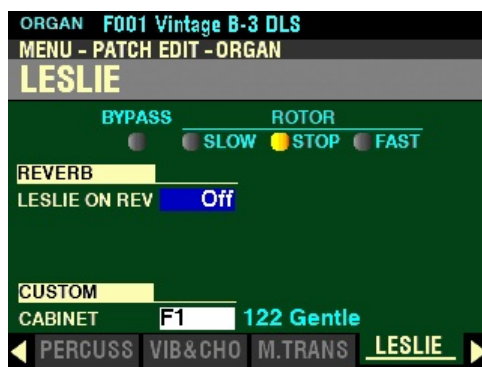 ORGAN F001 Vintage B-3 DLS
MENU - PATCH EDIT - ORGAN
LESLIE
BYPASS ROTOR
SLOW STOP FAST
REVERB
LESLIE ON REV Off
CUSTOM
CABINET F1 122 Gentle
PERCUSS VIB&CHO M.TRANS LESLIE